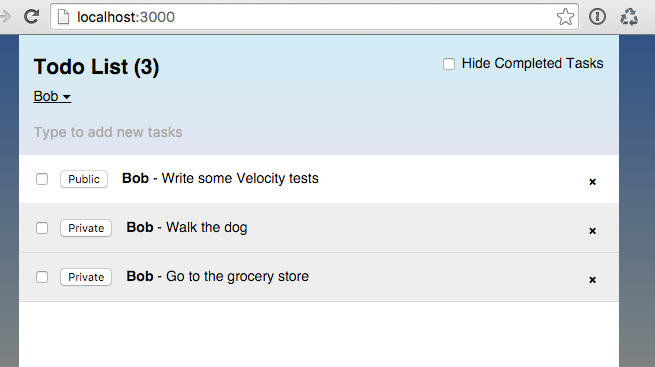 localhost:3000
Todo List (3)
Hide Completed Tasks
Bob
Type to add new tasks
Public Bob - Write some Velocity tests ×
Private Bob - Walk the dog ×
Private Bob - Go to the grocery store ×